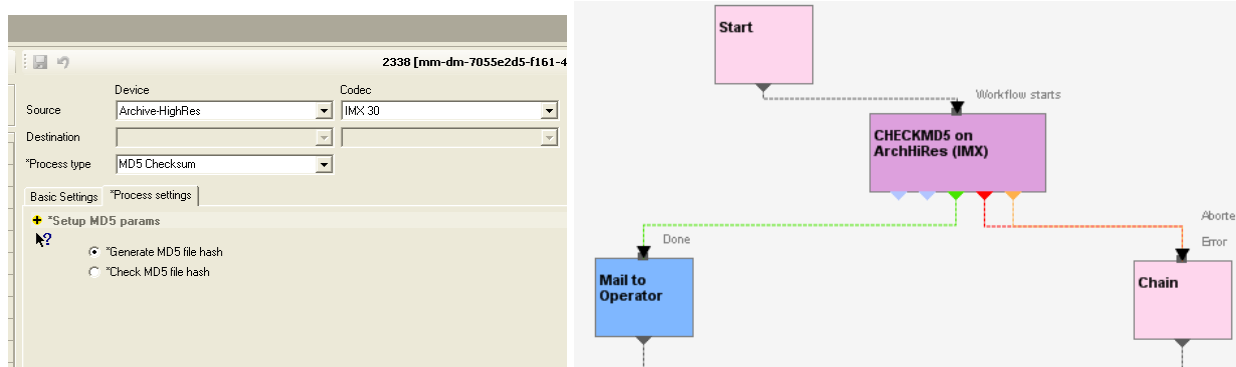 2338 [mm-dm-7055e2d5-f161-4
Device Codec
Source Archive-HighRes IMX 30
Destination
*Process type MD5 Checksum
Basic Settings *Process settings
*Setup MD5 params
*Generate MD5 file hash
*Check MD5 file hash
Start
Workflow starts
CHECKMD5 on
ArchHiRes (IMX)
Done
Aborte
Error
Mail to
Operator
Chain